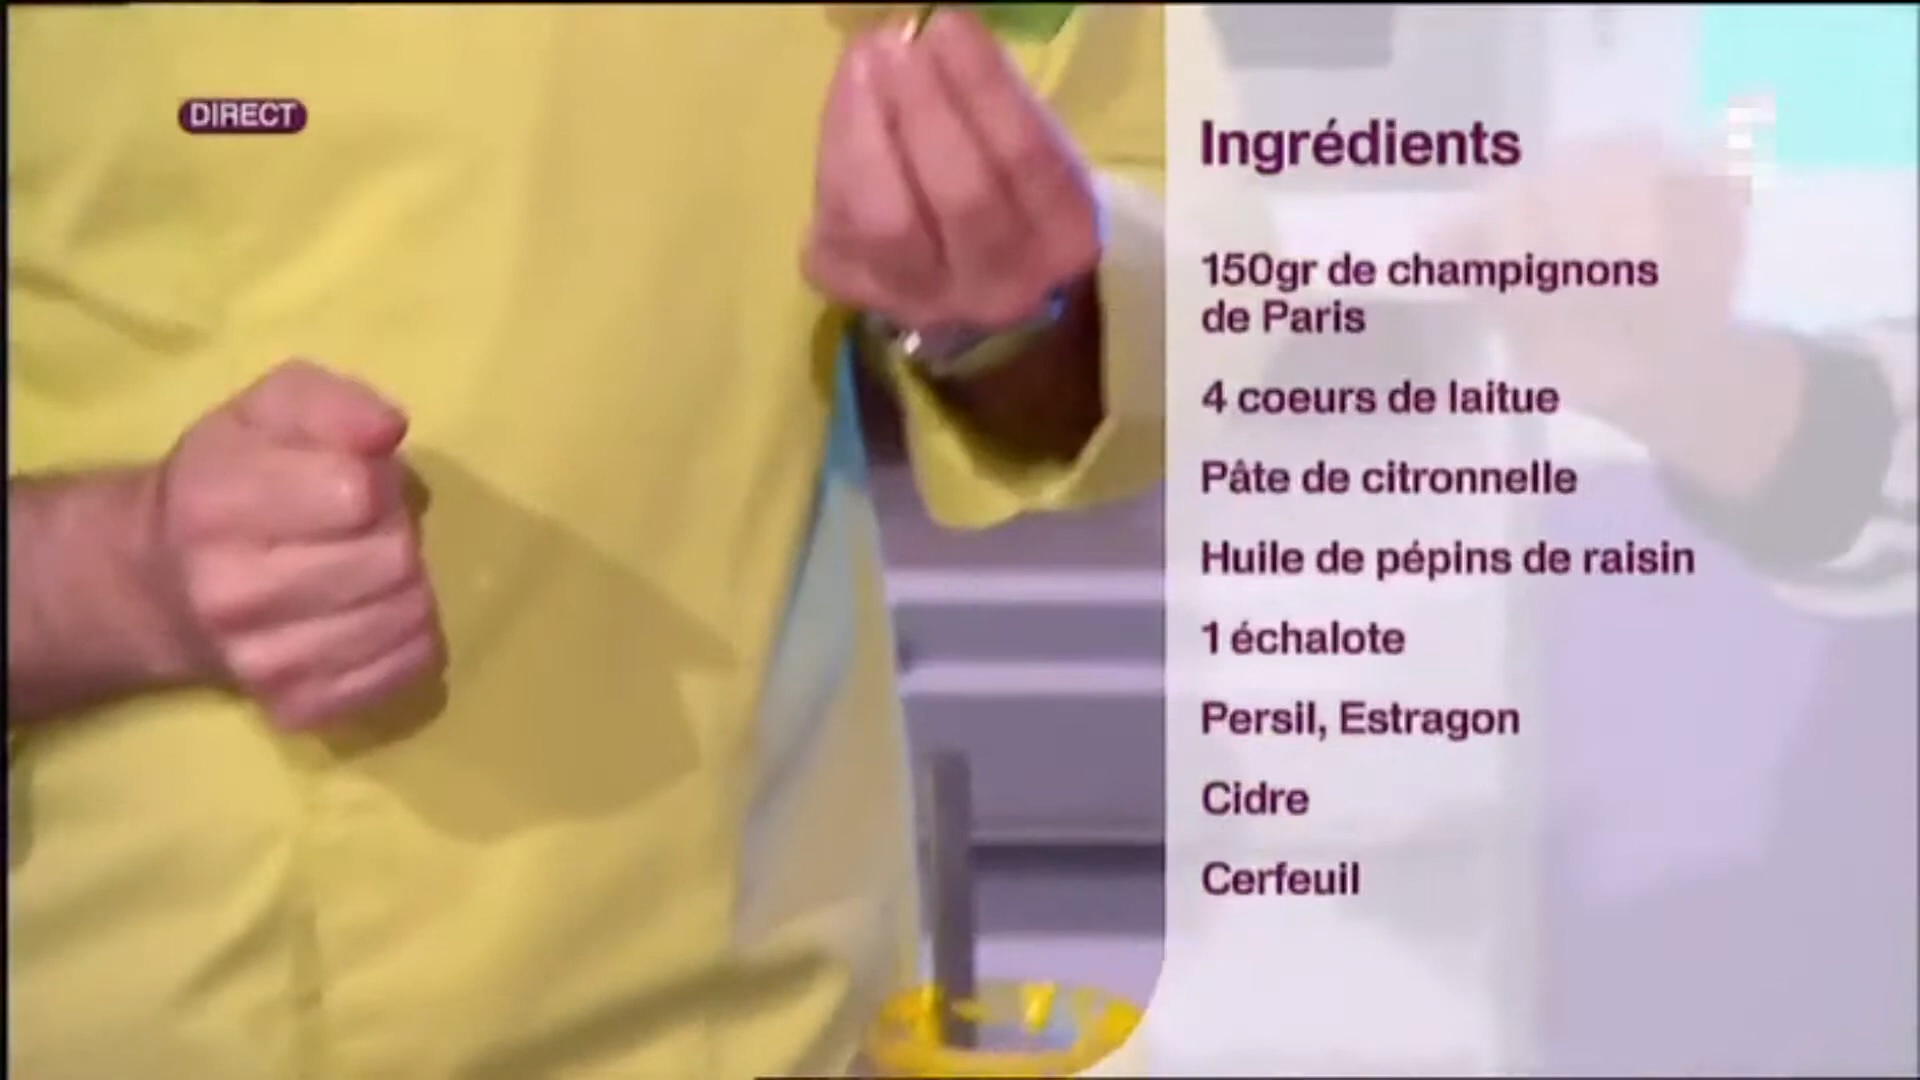 DIRECT
Ingrédients
150gr de champignons
de Paris
4 coeurs de laitue
Pâte de citronnelle
Huile de pépins de raisin
1 échalote
Persil, Estragon
Cidre
Cerfeuil